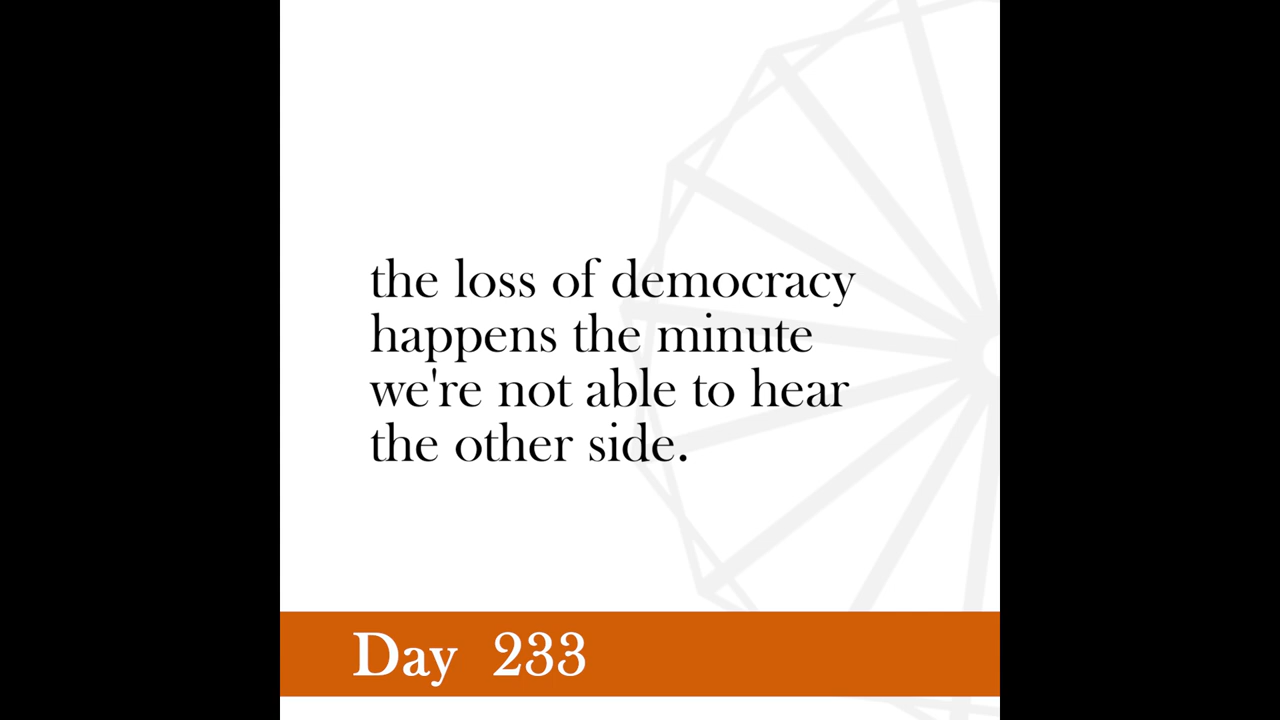 the loss of democracy
happens the minute
we're not able to hear
the other side.
Day 233